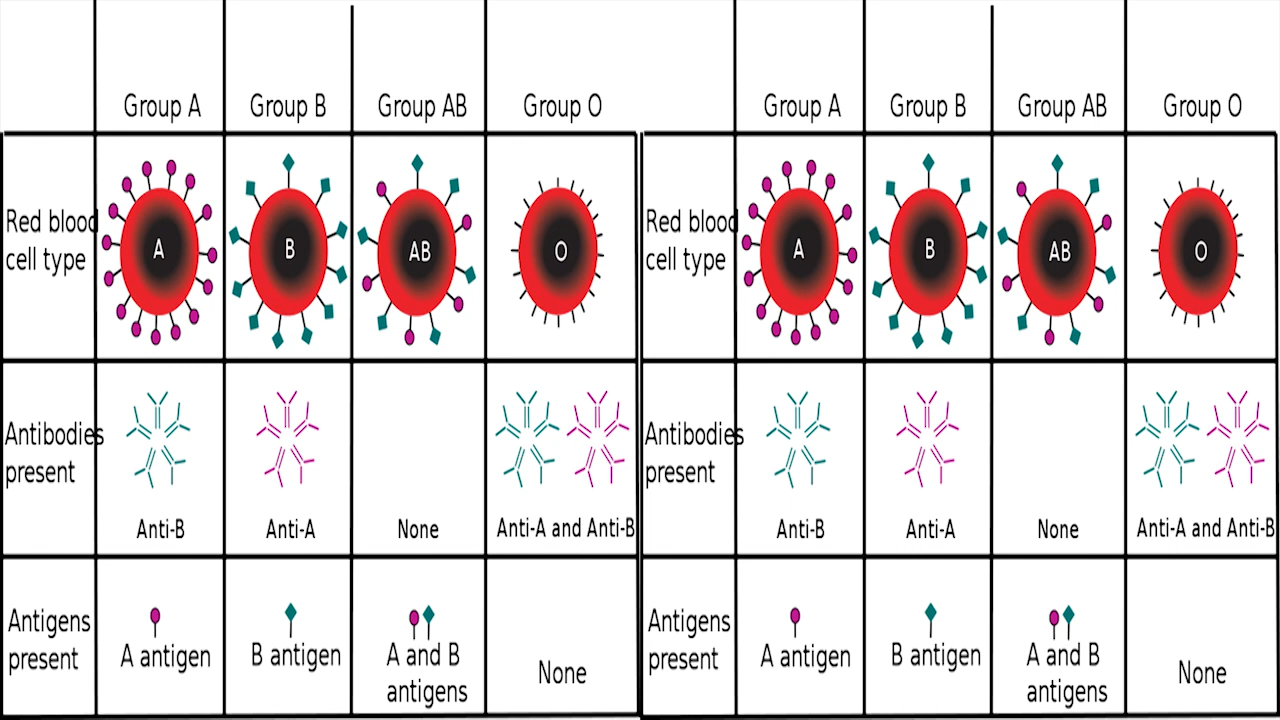 Group A Group B Group AB Group O Group A Group B Group AB Group O
Red blood Red blood
cell type cell type
A B AB O A B AB O
Antibodies Antibodies
present present
Anti-B Anti-A None Anti-A and Anti-B Anti-B Anti-A None Anti-A and Anti-B
Antigens Antigens
present present
A antigen B antigen A and B A antigen B antigen A and B
antigens None antigens None